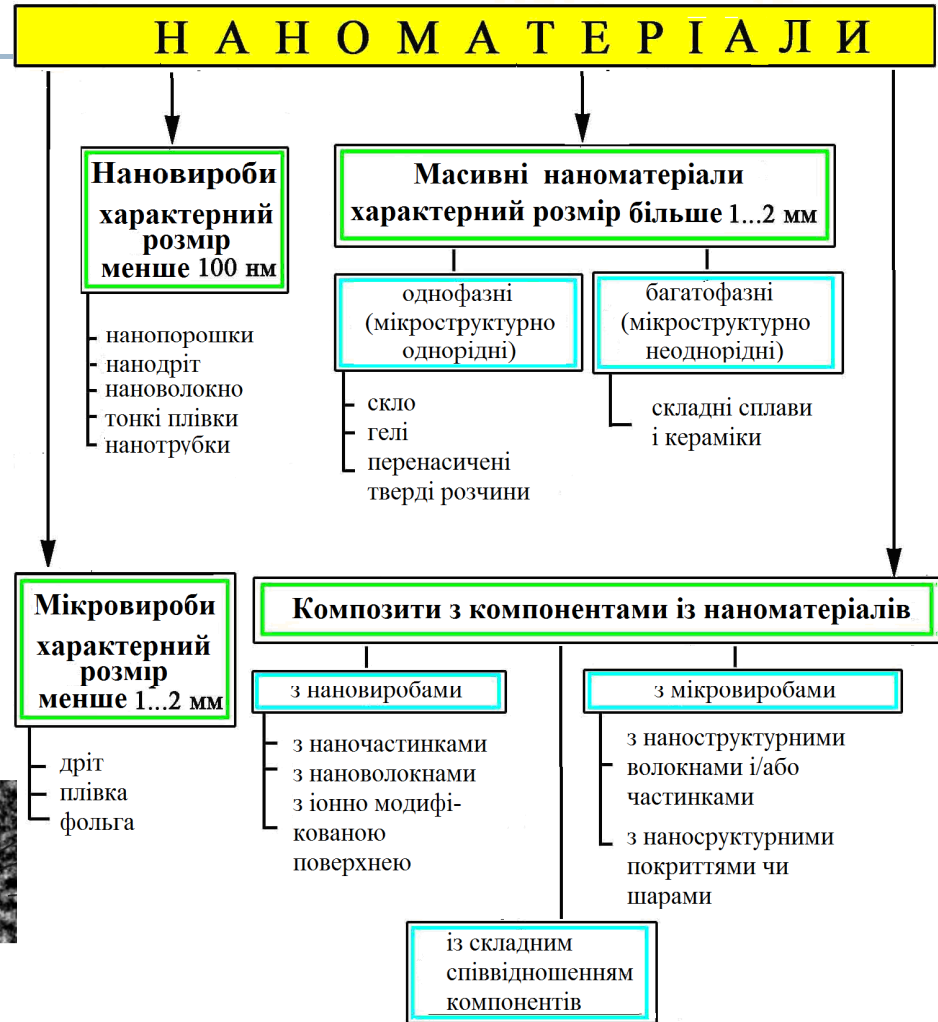 НАНОМАТЕРІАЛИ
Нановироби
характерний
розмір
менше 100 нм
нанопорошки
нанодріт
нановолокно
тонкі плівки
нанотрубки
Масивні наноматеріали
характерний розмір більше 1...2 мм
однофазні
(мікроструктурно
однорідні)
скло
гелі
перенасичені
тверді розчини
багатофазні
(мікроструктурно
неоднорідні)
складні сплави
і кераміки
Мікровироби
характерний
розмір
менше 1...2 мм
дріт
плівка
фольга
Композити з компонентами із наноматеріалів
з нановиробами
з наночастинками
з нановолокнами
з іонно модифі-
кованою
поверхнею
з мікровиробами
з наноструктурними
волокнами і/або
частинками
з наносруктурними
покриттями чи
шарами
із складним
співвідношенням
компонентів